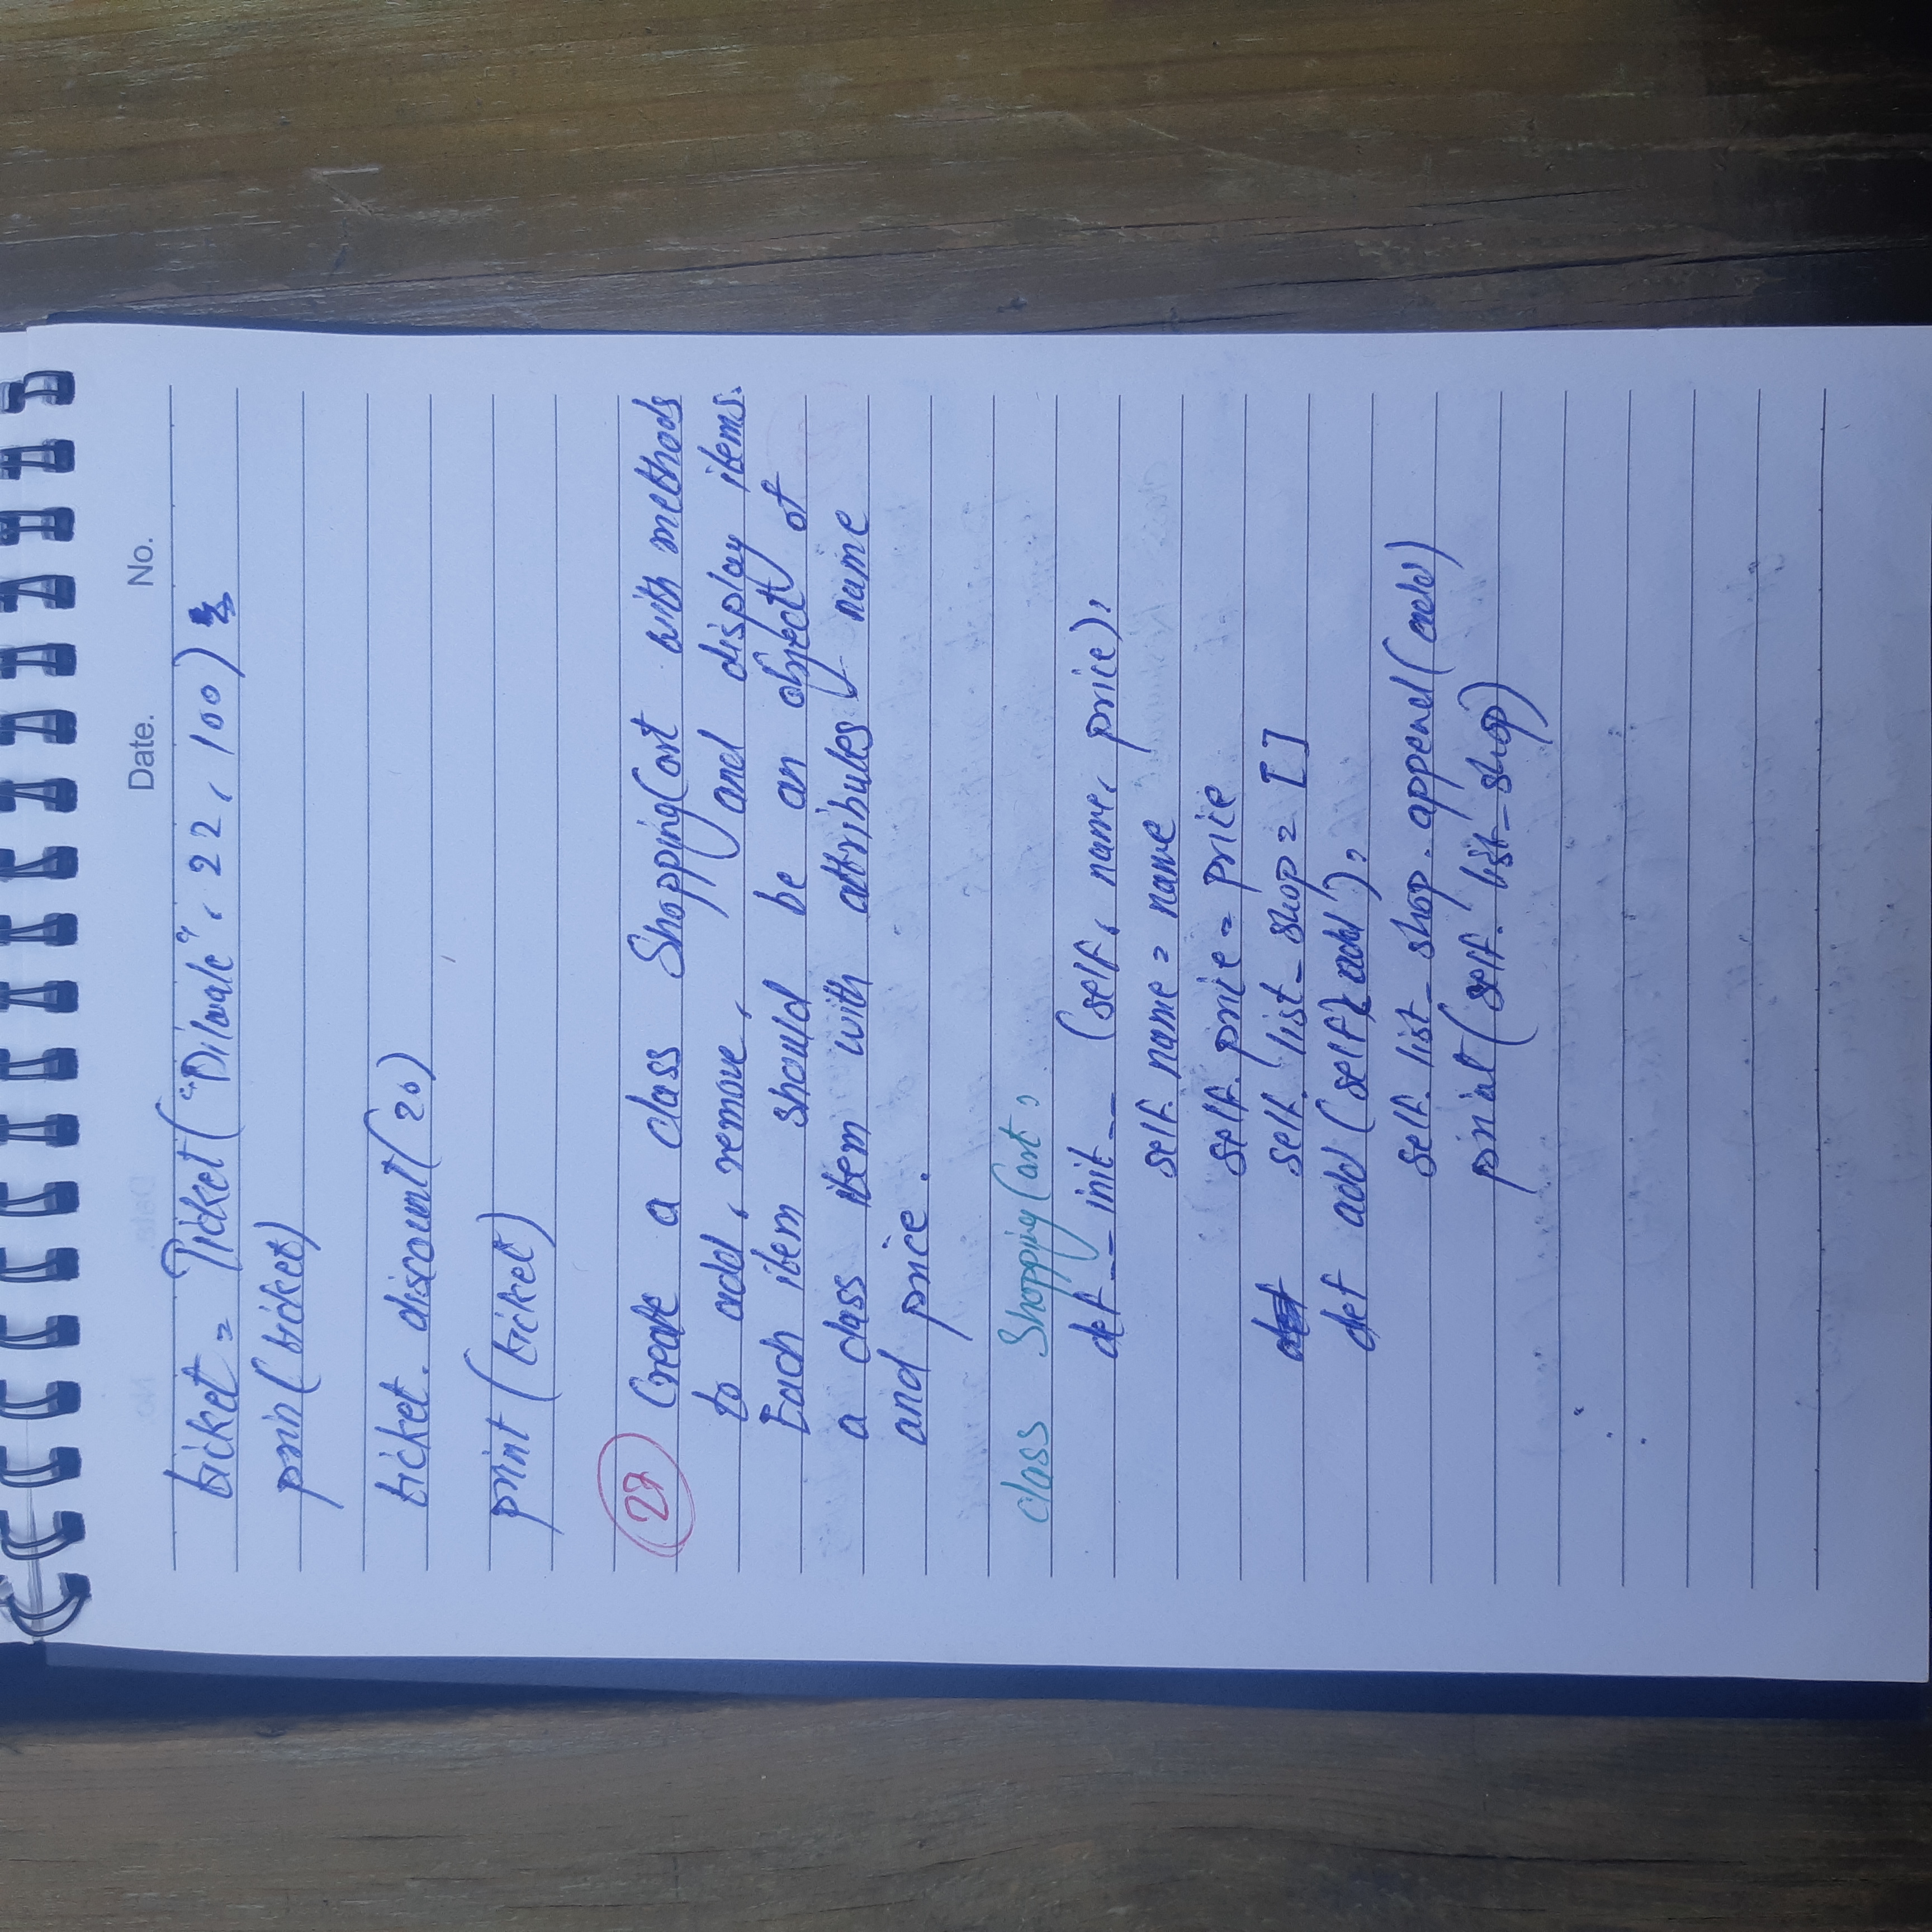 Date. No.
ticket = Ticket("Dilwale", 22, 100)
prin(ticket)
ticket. discount(20)
print(ticket)
Create a class ShoppingCart with methods
to add, remove, and display items.
Each item should be an object of
a class item with attributes name
and price.
class ShoppingCart:
def __init__ (self, name, price):
self. name = name
self. price = price
self. list_shop = []
def add (self, add):
self. list_shop. append(add)
print(self. list_shop)